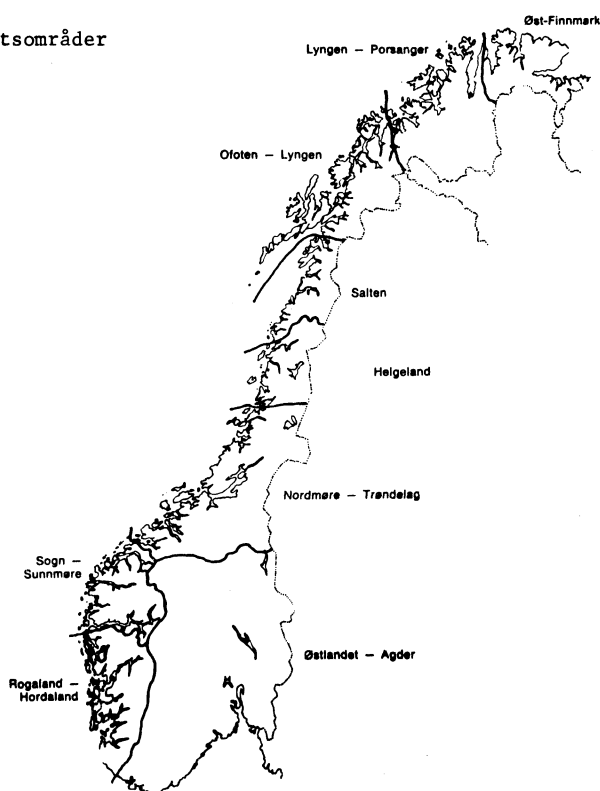 tsområder
Øst-Finnmark
Lyngen – Porsanger
Ofoten – Lyngen
Salten
Helgeland
Nordmøre – Trøndelag
Sogn –
Sunnmøre
Østlandet – Agder
Rogaland –
Hordaland